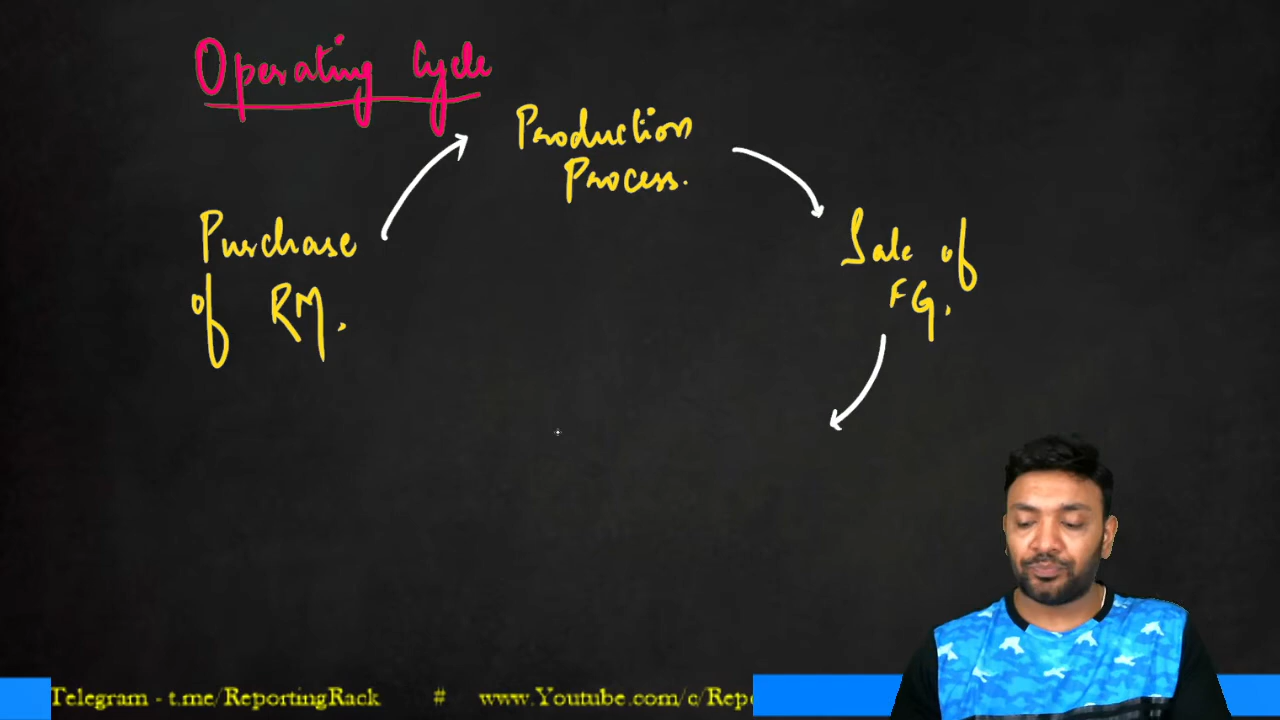 Operating Cycle
Production
Process.
Purchase
of RM.
Sale of
FG.
Telegram - t.me/ReportingRack # www.Youtube.com/c/Repo